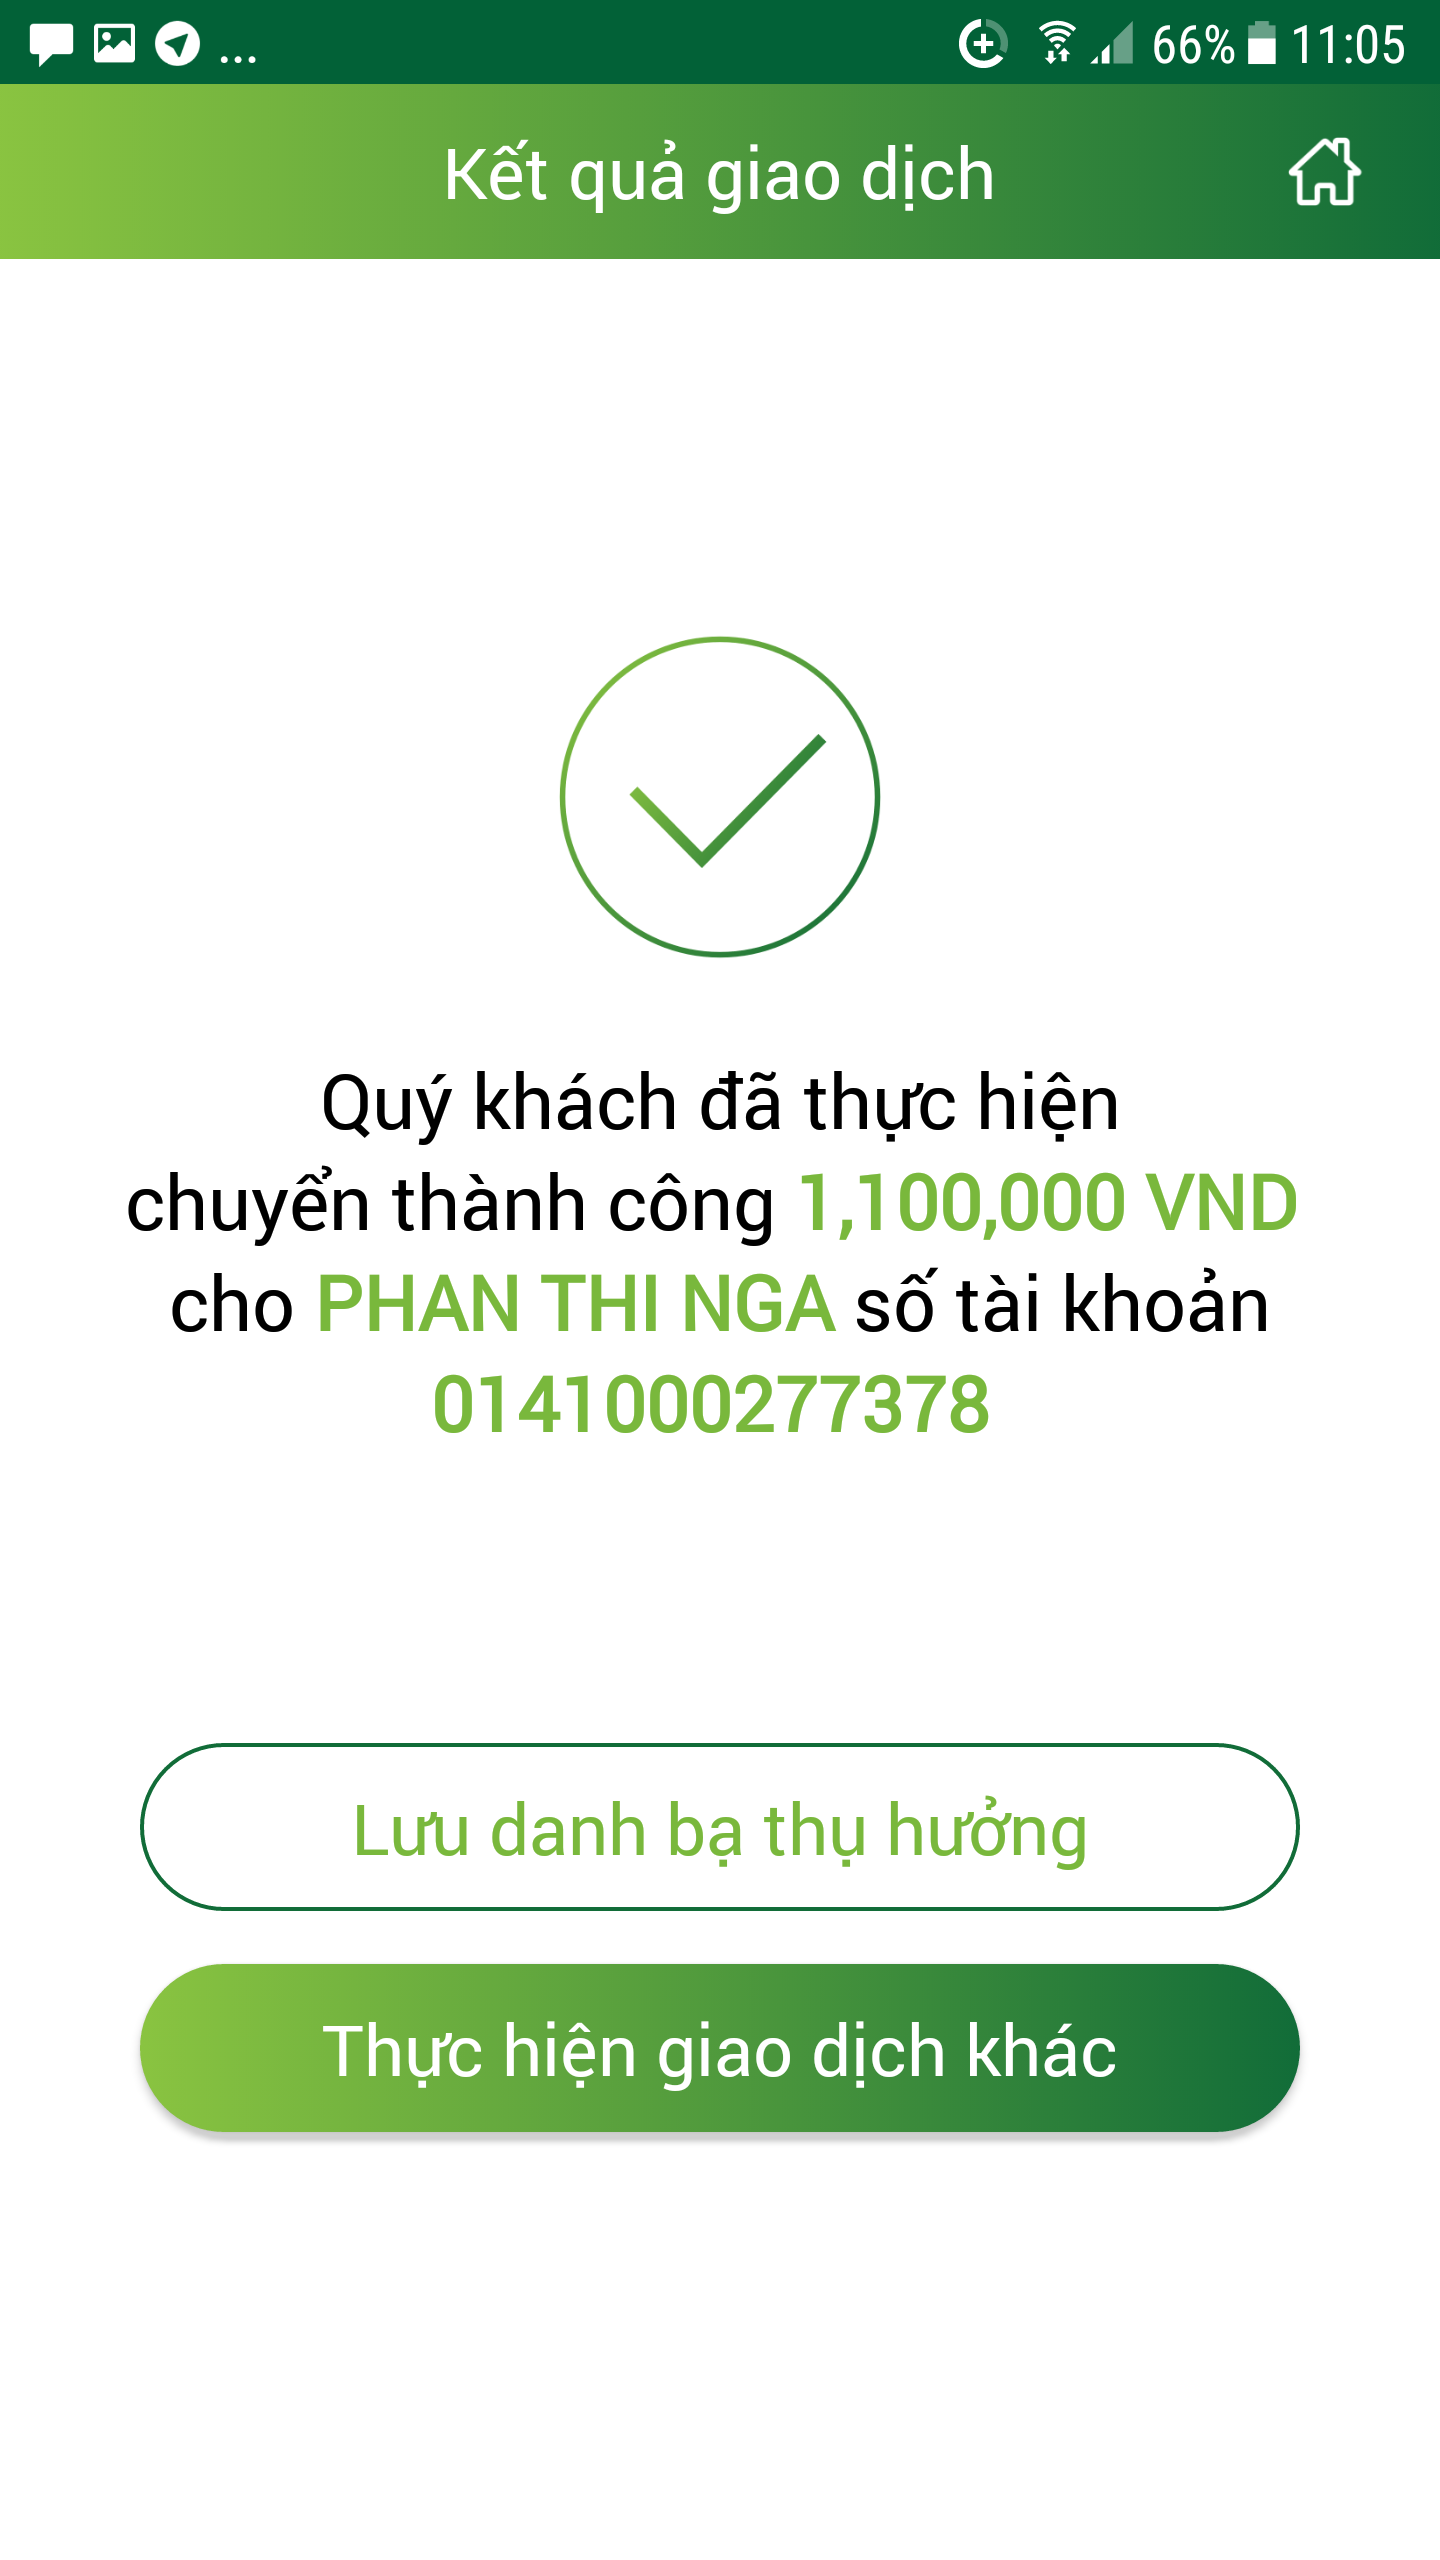 ... 66% 11:05
Kết quả giao dịch
Quý khách đã thực hiện
chuyển thành công 1,100,000 VND
cho PHAN THI NGA số tài khoản
0141000277378
Lưu danh bạ thụ hưởng
Thực hiện giao dịch khác